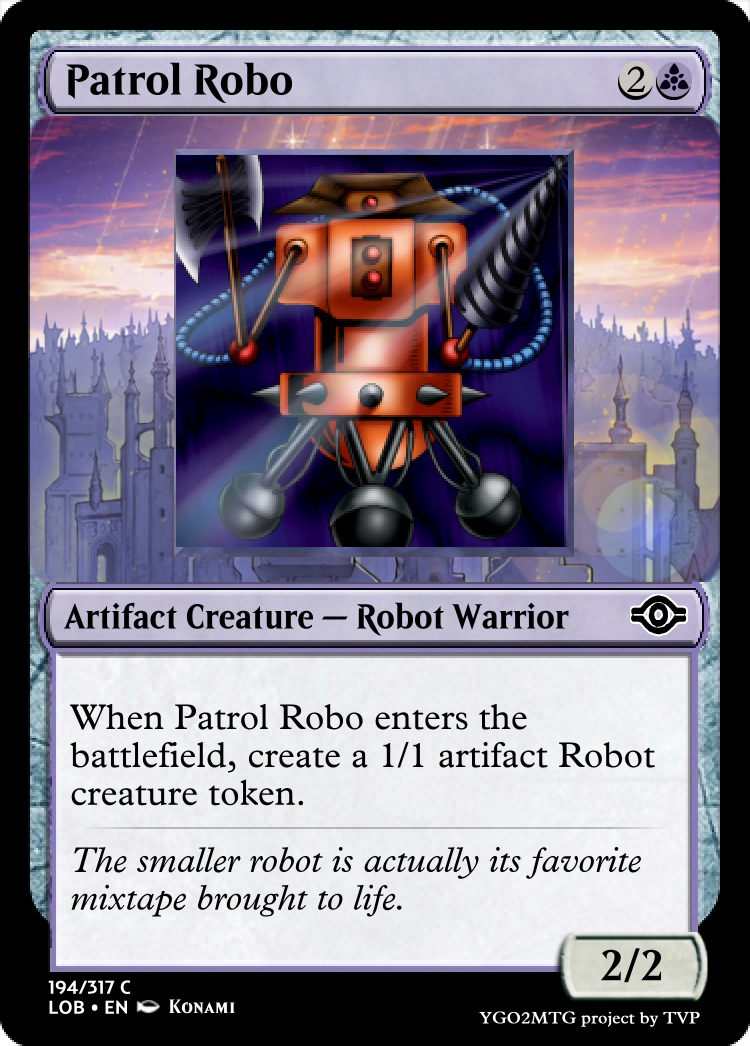 Patrol Robo 2
Artifact Creature — Robot Warrior
When Patrol Robo enters the
battlefield, create a 1/1 artifact Robot
creature token.
The smaller robot is actually its favorite
mixtape brought to life.
2/2
194/317 C
LOB • EN KONAMI
YGO2MTG project by TVP